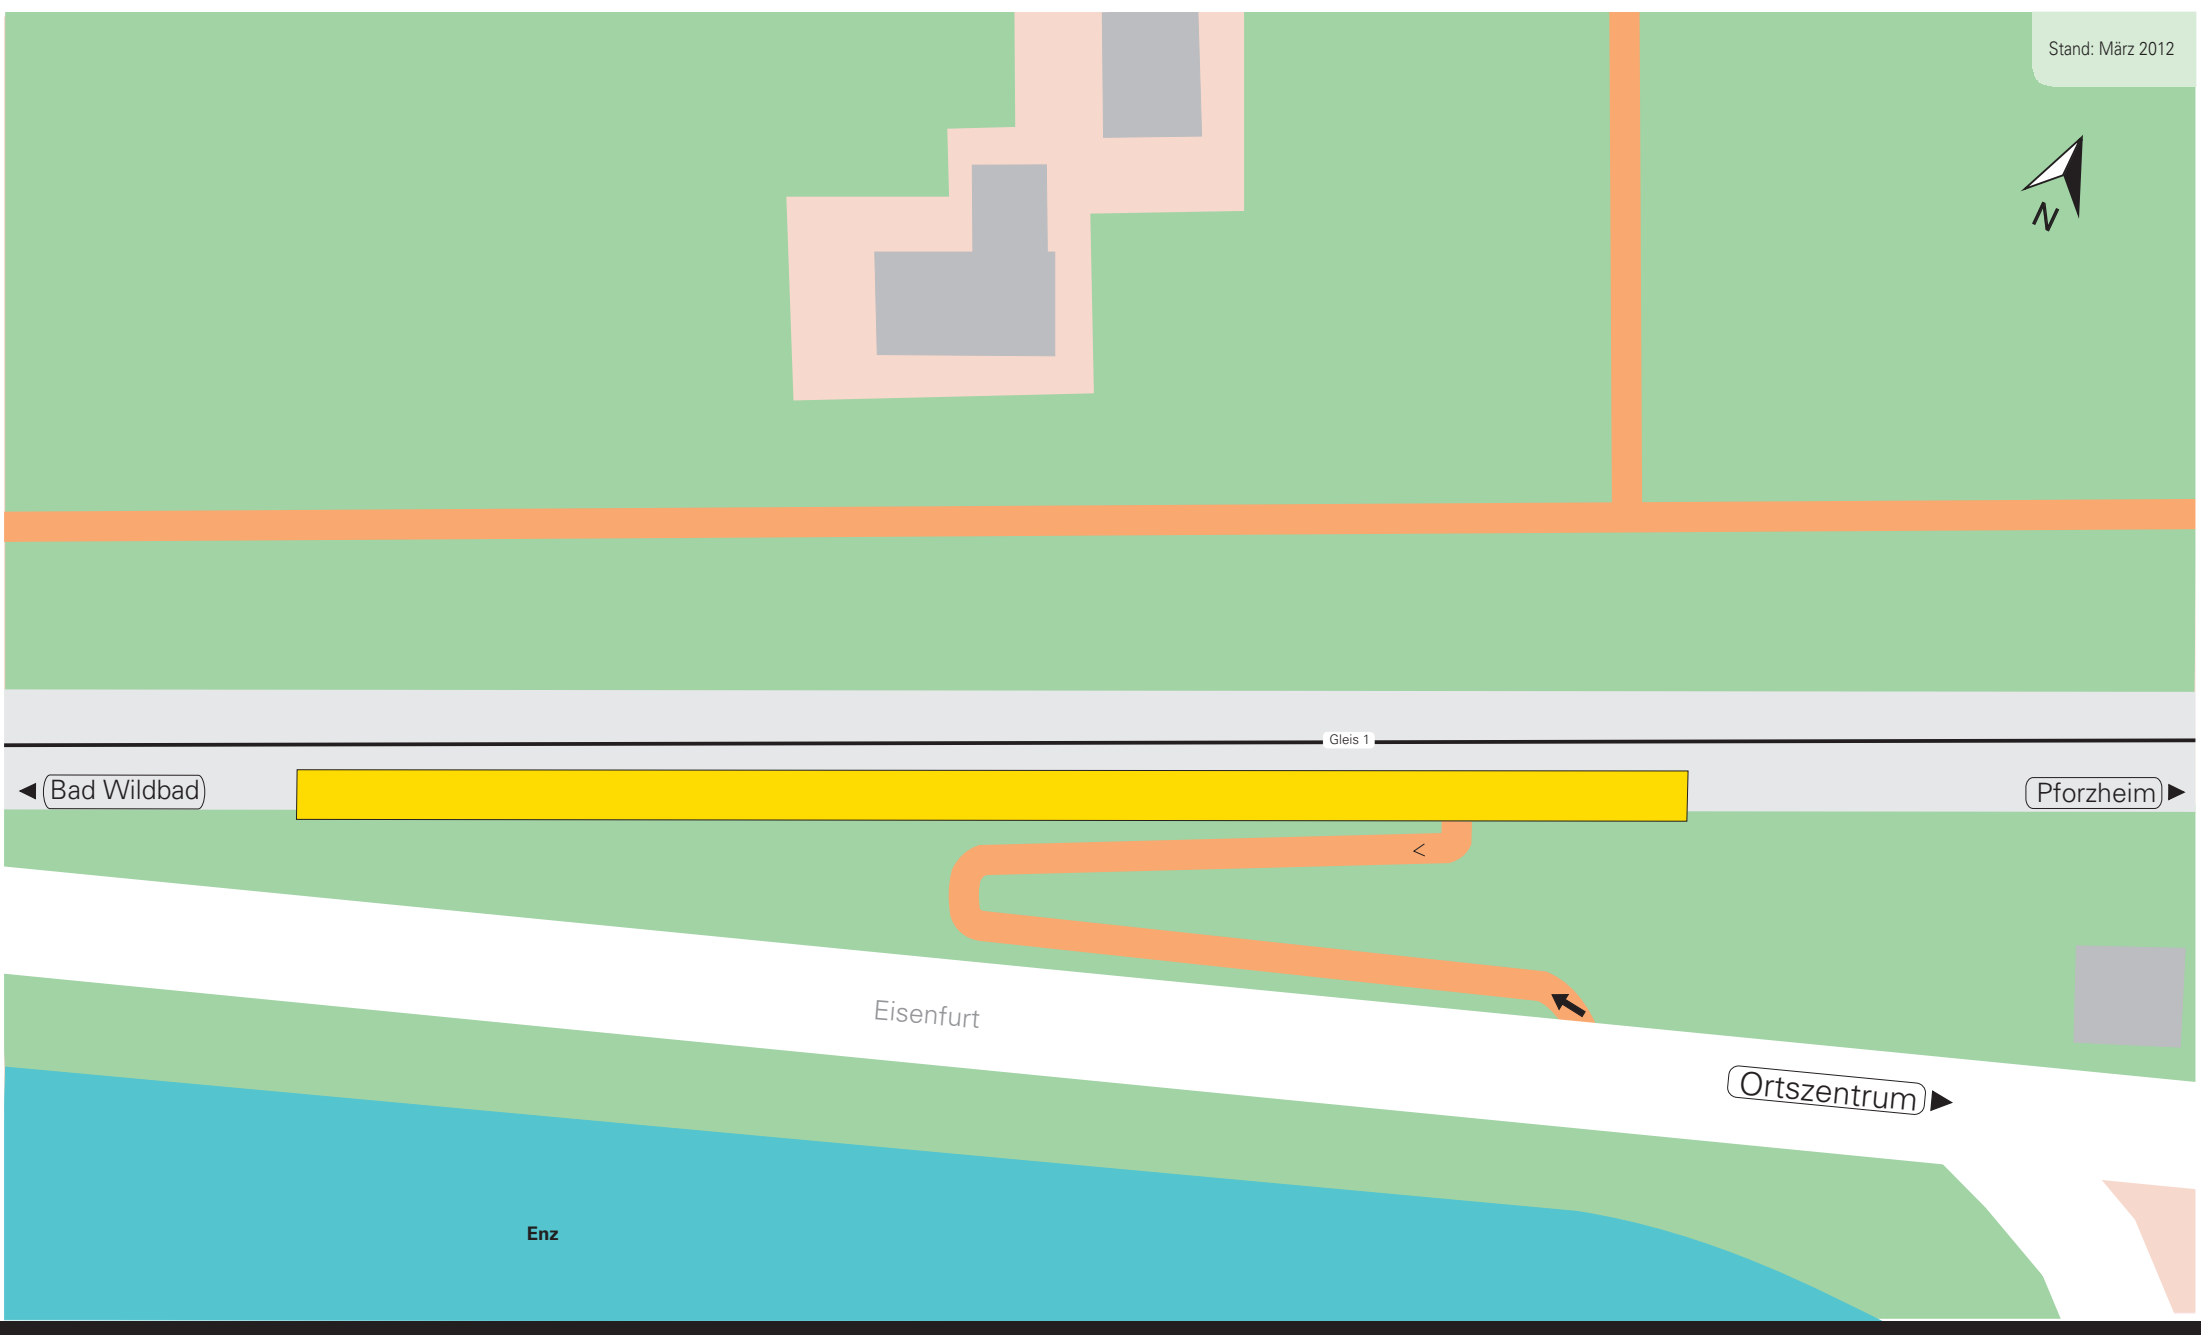 Stand: März 2012
N
Gleis 1
Bad Wildbad
Pforzheim
<
Eisenfurt
Ortszentrum
Enz